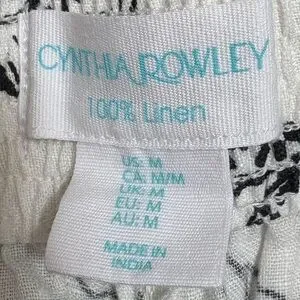 CYNTHIA ROWLEY
100% Linen
US: M
CA: M/M
UK: M
EU: M
AU: M
MADE IN
INDIA